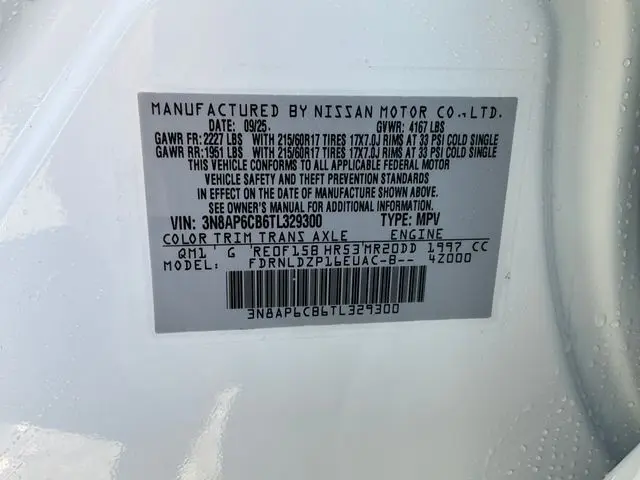 MANUFACTURED BY NISSAN MOTOR CO.,LTD.
DATE: 09/25. GVWR: 4167 LBS
GAWR FR: 2227 LBS WITH 215/60R17 TIRES 17X7.0J RIMS AT 33 PSI COLD SINGLE
GAWR RR: 1951 LBS WITH 215/60R17 TIRES 17X7.0J RIMS AT 33 PSI COLD SINGLE
THIS VEHICLE CONFORMS TO ALL APPLICABLE FEDERAL MOTOR
VEHICLE SAFETY AND THEFT PREVENTION STANDARDS
IN EFFECT ON THE DATE OF MANUFACTURE SHOWN ABOVE.
SEE OWNER'S MANUAL FOR ADDITIONAL INFORMATION.
VIN: 3N8AP6CB6TL329300 TYPE: MPV
COLOR TRIM TRANS AXLE ENGINE
QM1 G RE0F15B HR53 MR20DD 1997 CC
MODEL: FDRNLDZP16EUAC-B-- 4Z000
3N8AP6CB6TL329300